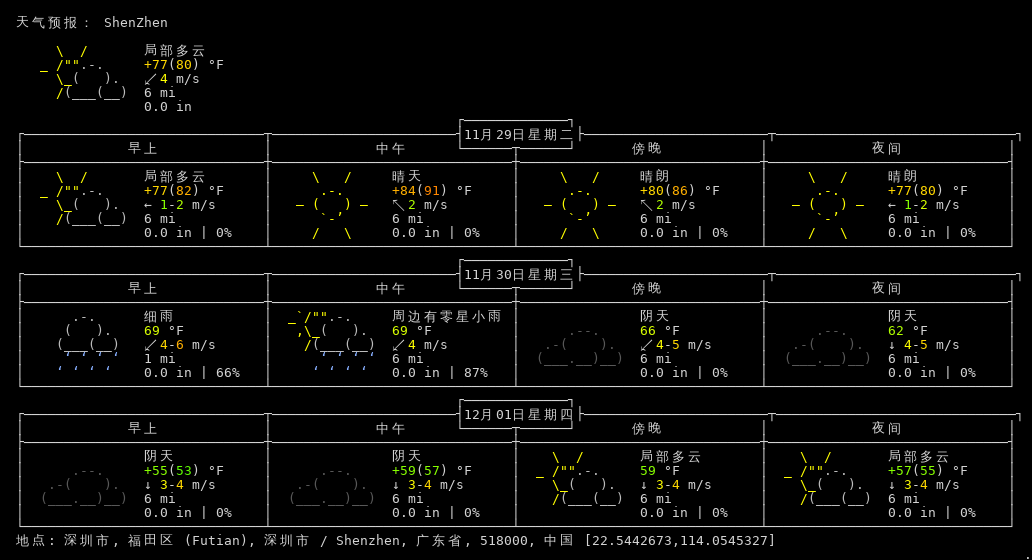 天气预报： ShenZhen
局部多云
+77(80) °F
↙4 m/s
6 mi
0.0 in
11月29日星期二
早上 中午 傍晚 夜间
局部多云 晴天 晴朗 晴朗
+77(82) °F +84(91) °F +80(86) °F +77(80) °F
← 1-2 m/s ↖2 m/s ↖2 m/s ← 1-2 m/s
6 mi 6 mi 6 mi 6 mi
0.0 in | 0% 0.0 in | 0% 0.0 in | 0% 0.0 in | 0%
11月30日星期三
早上 中午 傍晚 夜间
细雨 周边有零星小雨 阴天 阴天
69 °F 69 °F 66 °F 62 °F
↙4-6 m/s ↙4 m/s ↙4-5 m/s ↓ 4-5 m/s
1 mi 6 mi 6 mi 6 mi
0.0 in | 66% 0.0 in | 87% 0.0 in | 0% 0.0 in | 0%
12月01日星期四
早上 中午 傍晚 夜间
阴天 阴天 局部多云 局部多云
+55(53) °F +59(57) °F 59 °F +57(55) °F
↓ 3-4 m/s ↓ 3-4 m/s ↓ 3-4 m/s ↓ 3-4 m/s
6 mi 6 mi 6 mi 6 mi
0.0 in | 0% 0.0 in | 0% 0.0 in | 0% 0.0 in | 0%
地点: 深圳市, 福田区 (Futian), 深圳市 / Shenzhen, 广东省, 518000, 中国 [22.5442673,114.0545327]